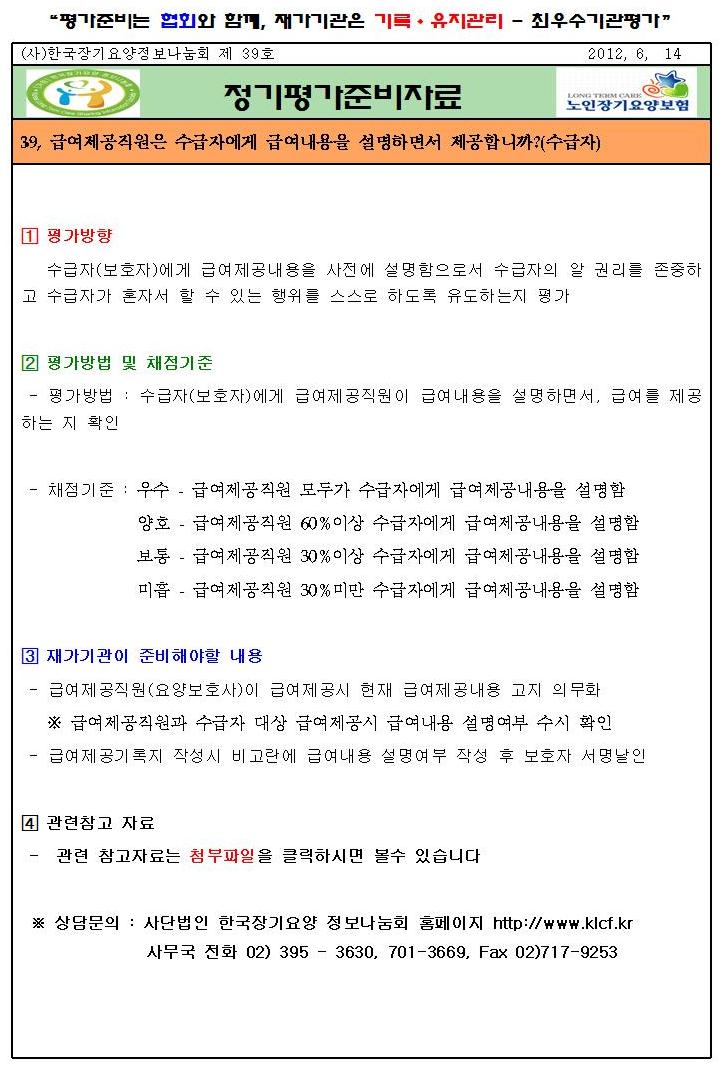 "평가준비는 협회와 함께, 재가기관은 기록·유지관리 - 최우수기관평가"
(사)한국장기요양정보나눔회 제 39호 2012, 6, 14
정기평가준비자료
LONG TERM CARE
노인장기요양보험
39, 급여제공직원은 수급자에게 급여내용을 설명하면서 제공합니까?(수급자)
1 평가방향
수급자(보호자)에게 급여제공내용을 사전에 설명함으로서 수급자의 알 권리를 존중하
고 수급자가 혼자서 할 수 있는 행위를 스스로 하도록 유도하는지 평가
2 평가방법 및 채점기준
- 평가방법 : 수급자(보호자)에게 급여제공직원이 급여내용을 설명하면서, 급여를 제공
하는 지 확인
- 채점기준 : 우수 - 급여제공직원 모두가 수급자에게 급여제공내용을 설명함
양호 - 급여제공직원 60%이상 수급자에게 급여제공내용을 설명함
보통 - 급여제공직원 30%이상 수급자에게 급여제공내용을 설명함
미흡 - 급여제공직원 30%미만 수급자에게 급여제공내용을 설명함
3 재가기관이 준비해야할 내용
- 급여제공직원(요양보호사)이 급여제공시 현재 급여제공내용 고지 의무화
※ 급여제공직원과 수급자 대상 급여제공시 급여내용 설명여부 수시 확인
- 급여제공기록지 작성시 비고란에 급여내용 설명여부 작성 후 보호자 서명날인
4 관련참고 자료
- 관련 참고자료는 첨부파일을 클릭하시면 볼수 있습니다
※ 상담문의 : 사단법인 한국장기요양 정보나눔회 홈페이지 http://www.klcf.kr
사무국 전화 02) 395 - 3630, 701-3669, Fax 02)717-9253